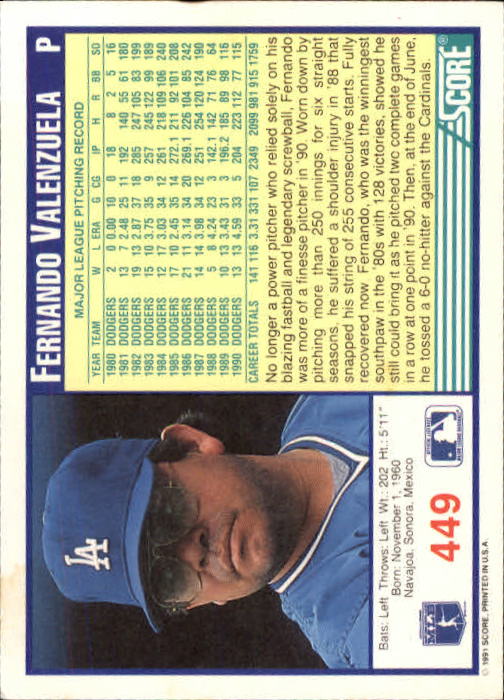 FERNANDO VALENZUELA P
MAJOR LEAGUE PITCHING RECORD
YEAR TEAM W L ERA G CG IP H R BB SO
1980 DODGERS 2 0 0.00 10 0 18 8 2 5 16
1981 DODGERS 13 7 2.48 25 11 192 140 55 61 180
1982 DODGERS 19 13 2.87 37 18 285 247 105 83 199
1983 DODGERS 15 10 3.75 35 9 257 245 122 99 189
1984 DODGERS 12 17 3.03 34 12 261 218 109 106 240
1985 DODGERS 17 10 2.45 35 14 272.1 211 92 101 208
1986 DODGERS 21 11 3.14 34 20 269.1 226 104 85 242
1987 DODGERS 14 14 3.98 34 12 251 254 120 124 190
1988 DODGERS 5 8 4.24 23 3 142.1 142 71 76 64
1989 DODGERS 10 13 3.43 31 3 196.2 185 89 98 116
1990 DODGERS 13 13 4.59 33 5 204 223 112 77 115
CAREER TOTALS 141 116 3.31 331 107 2349 2099 981 915 1759
No longer a power pitcher who relied solely on his
blazing fastball and legendary screwball, Fernando
was more of a finesse pitcher in '90. Worn down by
pitching more than 250 innings for six straight
seasons, he suffered a shoulder injury in '88 that
snapped his string of 255 consecutive starts. Fully
recovered now Fernando, who was the winningest
southpaw in the '80s with 128 victories, showed he
still could bring it as he pitched two complete games
in a row at one point in '90. Then, at the end of June,
he tossed a 6-0 no-hitter against the Cardinals.
SCORE
LA
Bats: Left Throws: Left Wt.: 202 Ht.: 5'11"
Born: November 1, 1960
Navajoa, Sonora, Mexico
449
© 1991 SCORE, PRINTED IN U.S.A.